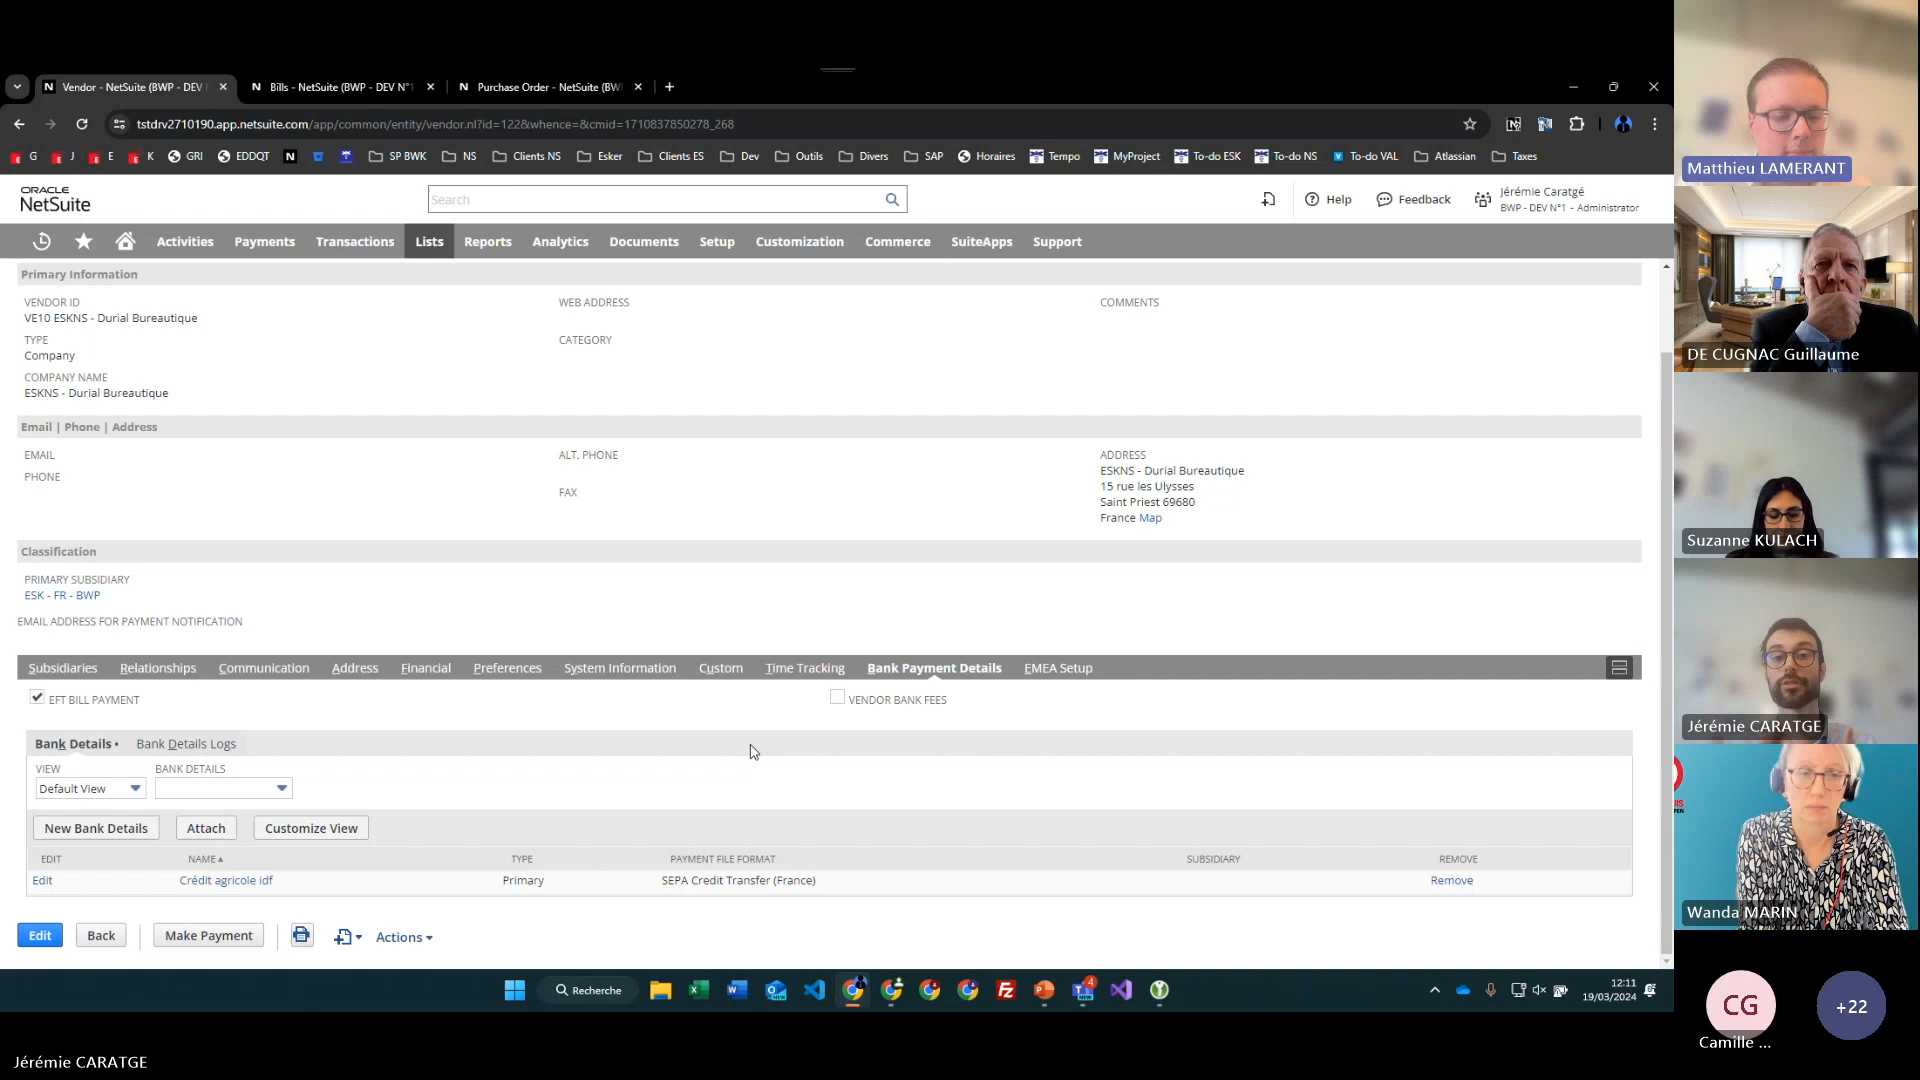 Vendor - NetSuite (BWP - DEV
Bills - NetSuite (BWP - DEV N°1
Purchase Order - NetSuite (BW
tstdrv2710190.app.netsuite.com/app/common/entity/vendor.nl?id=122&whence=&cmid=1710837850278_268
G J E K GRI EDDQT SP BWK NS Clients NS Esker Clients ES Dev Outils Divers SAP Horaires Tempo MyProject To-do ESK To-do NS To-do VAL Atlassian Taxes
ORACLE
NetSuite
Search
Help
Feedback
Jérémie Caratgé
BWP - DEV N°1 - Administrator
Activities Payments Transactions Lists Reports Analytics Documents Setup Customization Commerce SuiteApps Support
Primary Information
VENDOR ID
VE10 ESKNS - Durial Bureautique
TYPE
Company
COMPANY NAME
ESKNS - Durial Bureautique
WEB ADDRESS
CATEGORY
COMMENTS
Email | Phone | Address
EMAIL
PHONE
ALT. PHONE
FAX
ADDRESS
ESKNS - Durial Bureautique
15 rue les Ulysses
Saint Priest 69680
France Map
Classification
PRIMARY SUBSIDIARY
ESK - FR - BWP
EMAIL ADDRESS FOR PAYMENT NOTIFICATION
Subsidiaries Relationships Communication Address Financial Preferences System Information Custom Time Tracking Bank Payment Details EMEA Setup
EFT BILL PAYMENT
VENDOR BANK FEES
Bank Details • Bank Details Logs
VIEW BANK DETAILS
Default View
New Bank Details Attach Customize View
EDIT NAME TYPE PAYMENT FILE FORMAT SUBSIDIARY REMOVE
Edit Crédit agricole idf Primary SEPA Credit Transfer (France) Remove
Edit Back Make Payment Actions
Recherche
4
12:11
19/03/2024
Jérémie CARATGE
Matthieu LAMERANT
DE CUGNAC Guillaume
Suzanne KULACH
Jérémie CARATGE
Wanda MARIN
CG
Camille ...
+22